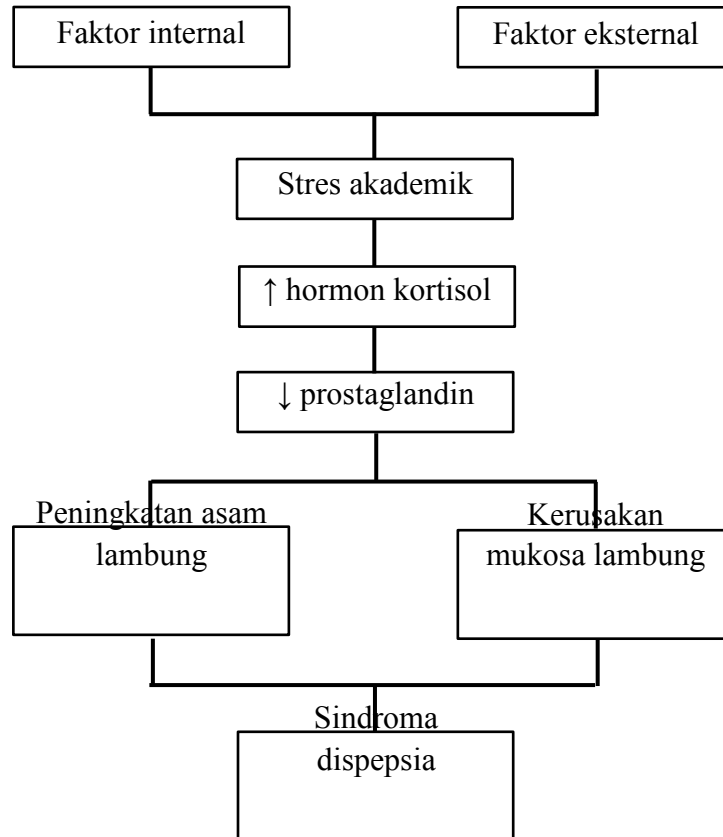 Faktor internal
Faktor eksternal
Stres akademik
↑ hormon kortisol
↓ prostaglandin
Peningkatan asam
lambung
Kerusakan
mukosa lambung
Sindroma
dispepsia